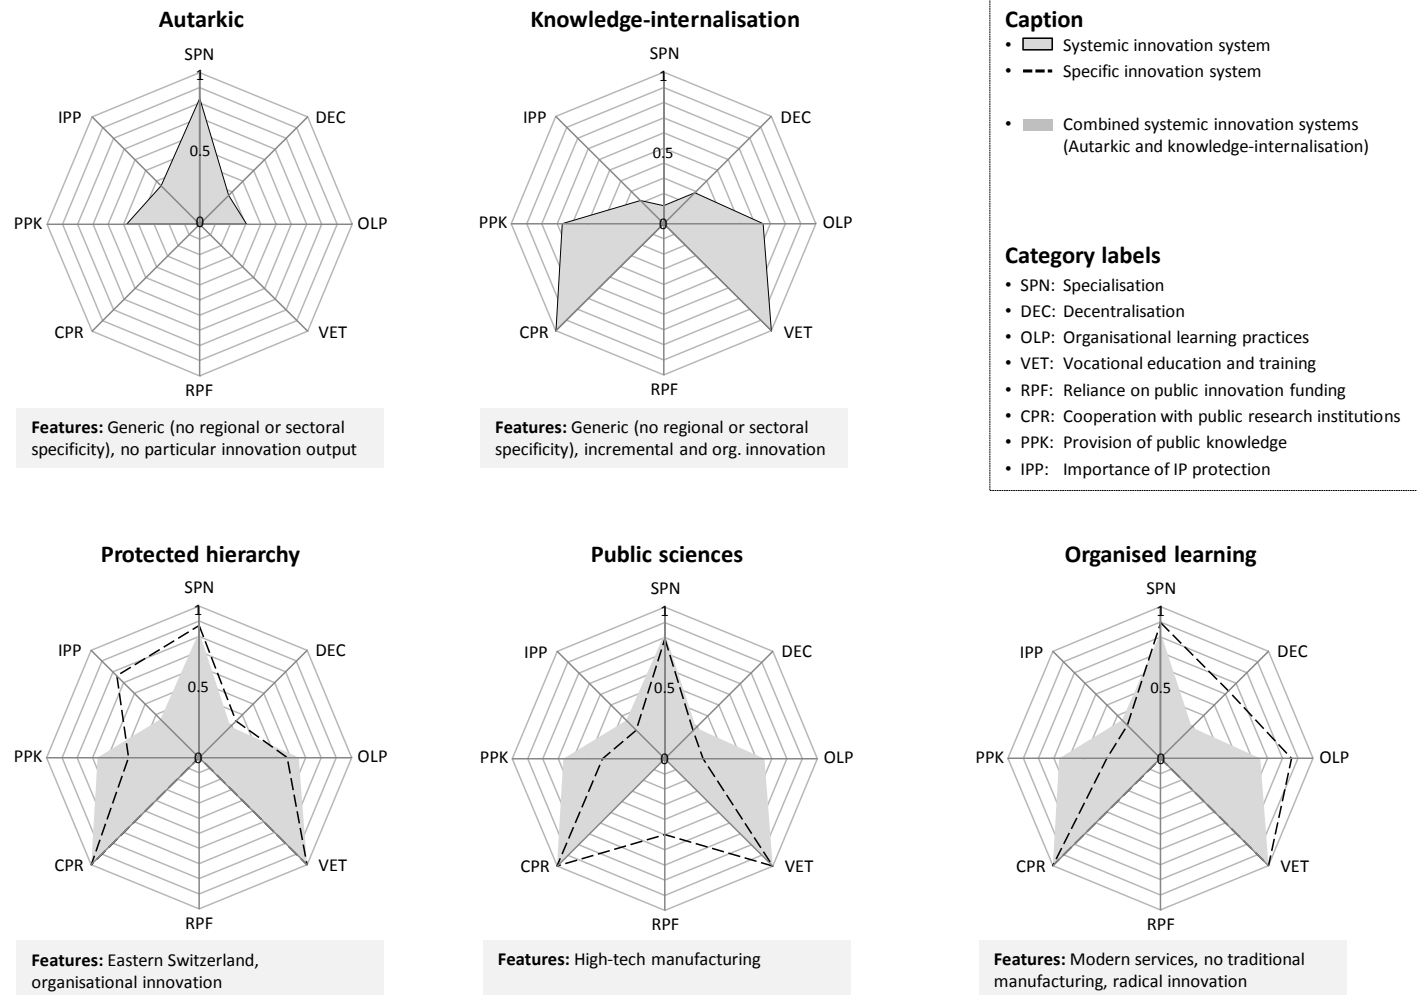 Autarkic
SPN
1
DEC
0.5
OLP
0
VET
RPF
CPR
PPK
IPP
Features: Generic (no regional or sectoral
specificity), no particular innovation output
Knowledge-internalisation
SPN
1
DEC
0.5
OLP
0
VET
RPF
CPR
PPK
IPP
Features: Generic (no regional or sectoral
specificity), incremental and org. innovation
Caption
• Systemic innovation system
• Specific innovation system
• Combined systemic innovation systems
(Autarkic and knowledge-internalisation)
Category labels
• SPN: Specialisation
• DEC: Decentralisation
• OLP: Organisational learning practices
• VET: Vocational education and training
• RPF: Reliance on public innovation funding
• CPR: Cooperation with public research institutions
• PPK: Provision of public knowledge
• IPP: Importance of IP protection
Protected hierarchy
SPN
1
DEC
0.5
OLP
0
VET
RPF
CPR
PPK
IPP
Features: Eastern Switzerland,
organisational innovation
Public sciences
SPN
1
DEC
0.5
OLP
0
VET
RPF
CPR
PPK
IPP
Features: High-tech manufacturing
Organised learning
SPN
1
DEC
0.5
OLP
0
VET
RPF
CPR
PPK
IPP
Features: Modern services, no traditional
manufacturing, radical innovation